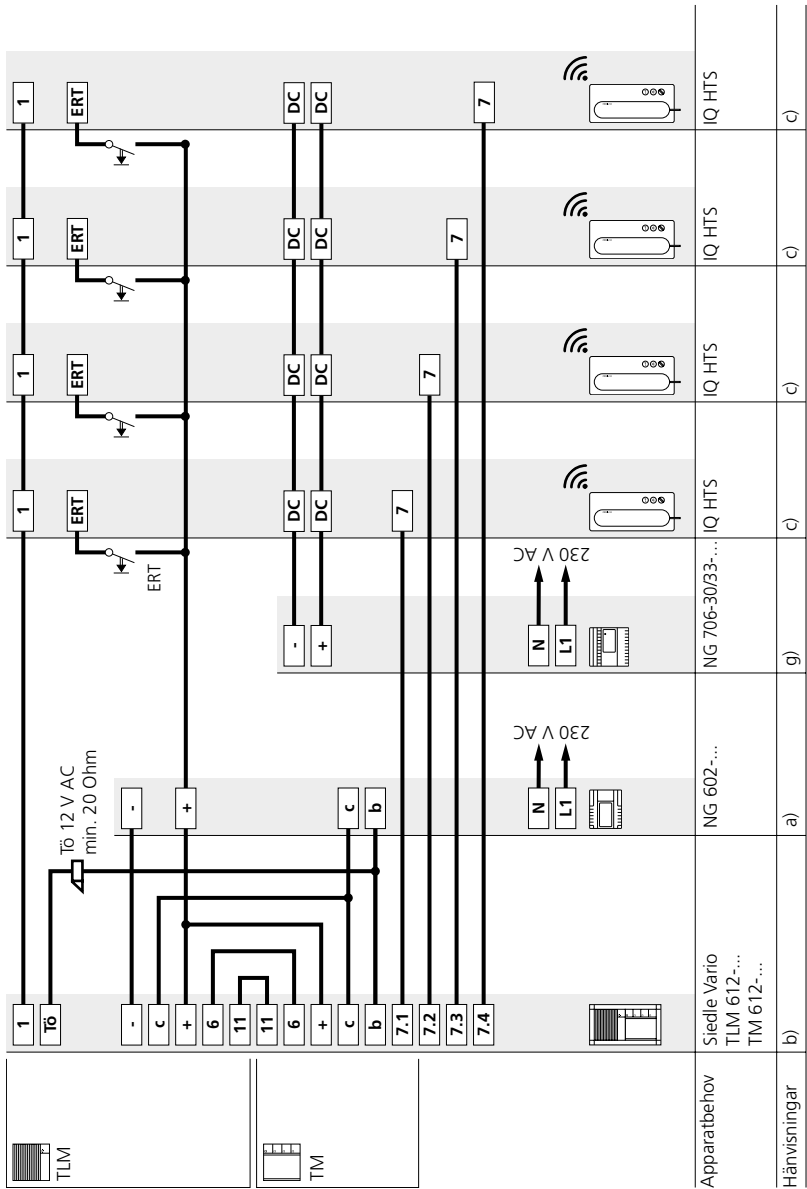 TLM
TM
1 1 1 1 1
Tö
Tö 12 V AC
min. 20 Ohm
ERT ERT ERT ERT
ERT
- -
c
+ +
6
11
11
6
+
c c
b b
- DC DC DC DC
+ DC DC DC DC
7.1 7
7.2 7
7.3 7
7.4 7
N
L1
230 V AC
N
L1
230 V AC
Apparatbehov
Siedle Vario
TLM 612-...
TM 612-...
NG 602-...
NG 706-30/33-...
IQ HTS
IQ HTS
IQ HTS
IQ HTS
Hänvisningar
b)
a)
g)
c)
c)
c)
c)